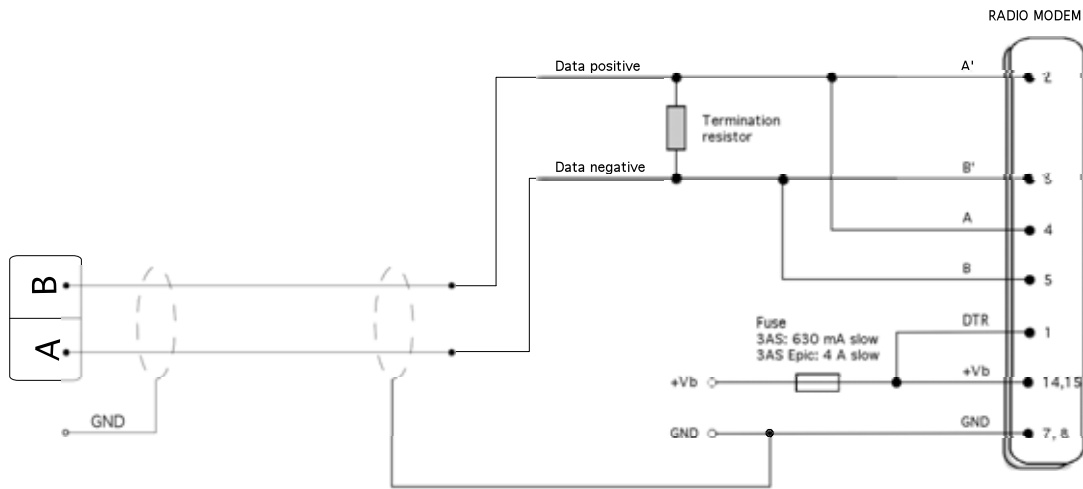 RADIO MODEM
Data positive
A'
2
Termination
resistor
Data negative
B'
3
A
4
B
5
B
A
Fuse
3AS: 630 mA slow
3AS Epic: 4 A slow
DTR
1
+Vb
+Vb
14,15
GND
GND
GND
7, 8